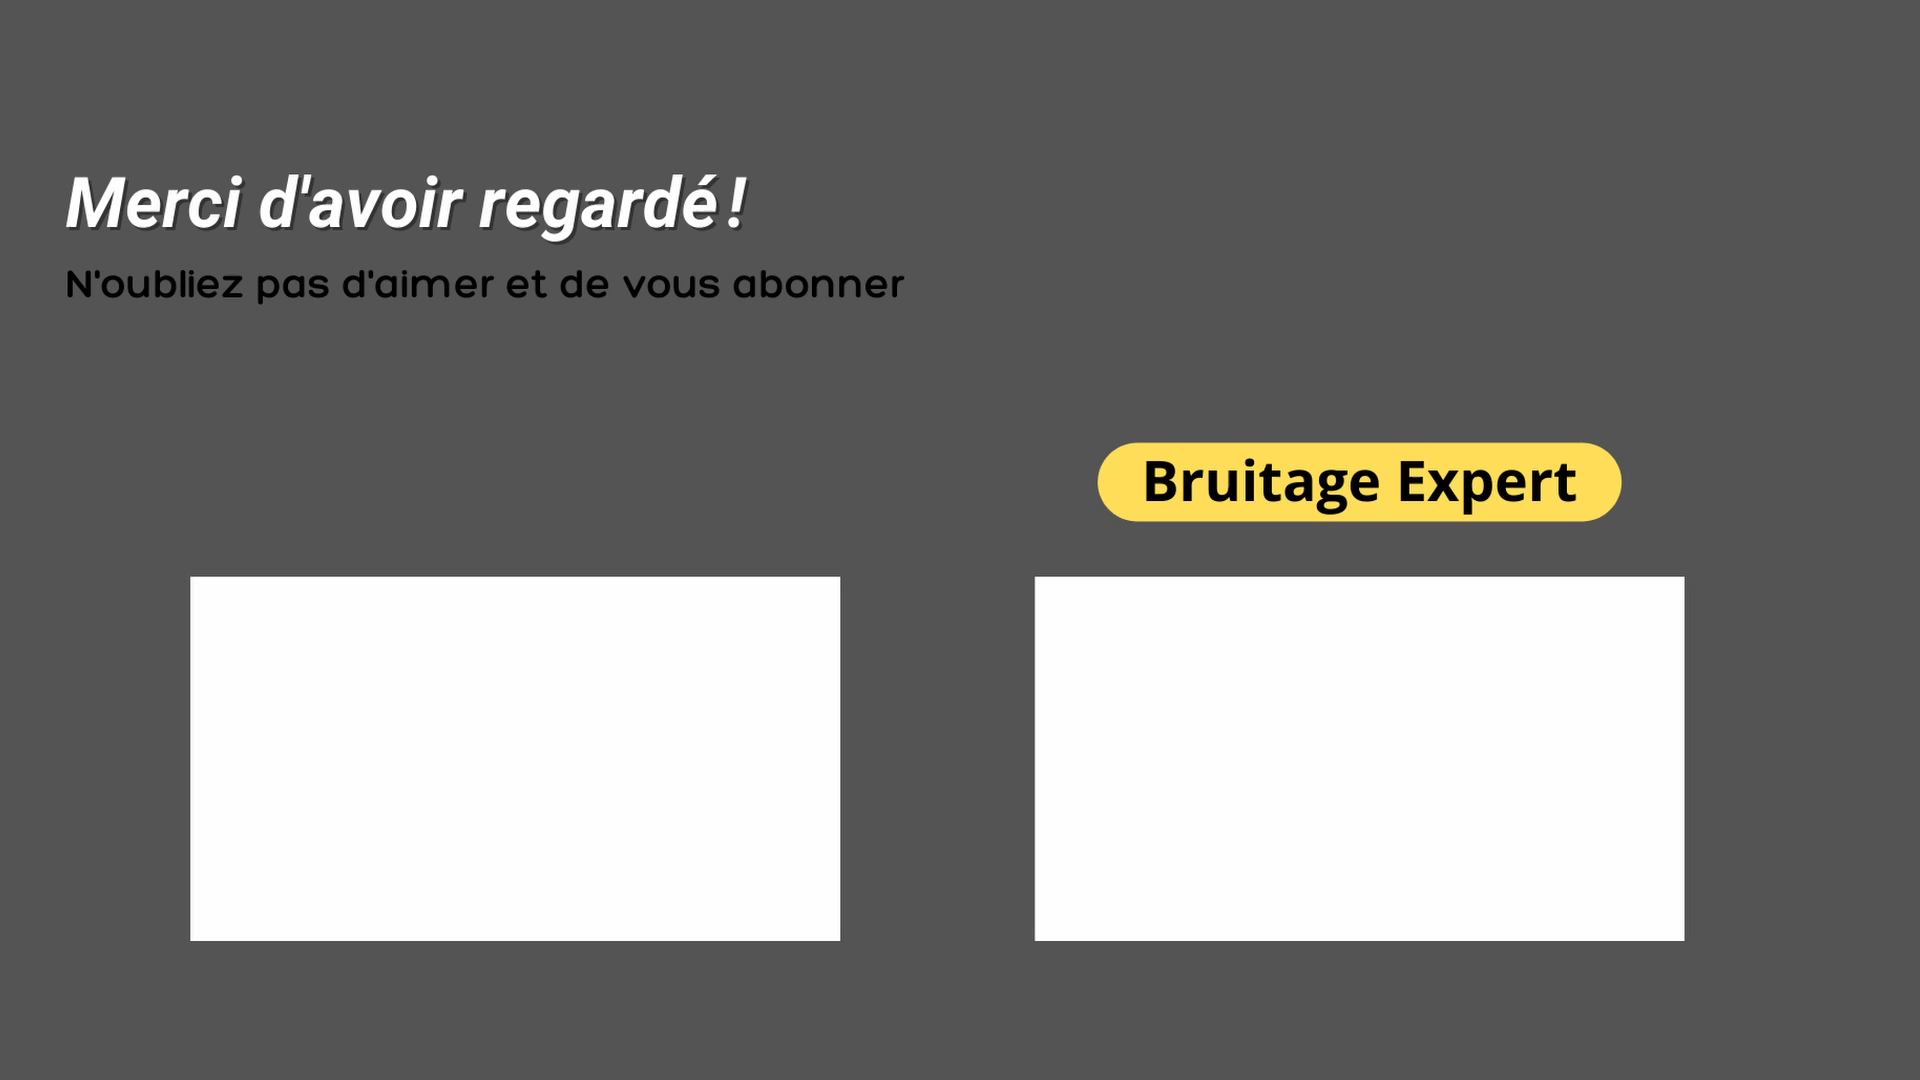 Merci d'avoir regardé !
N'oubliez pas d'aimer et de vous abonner
Bruitage Expert